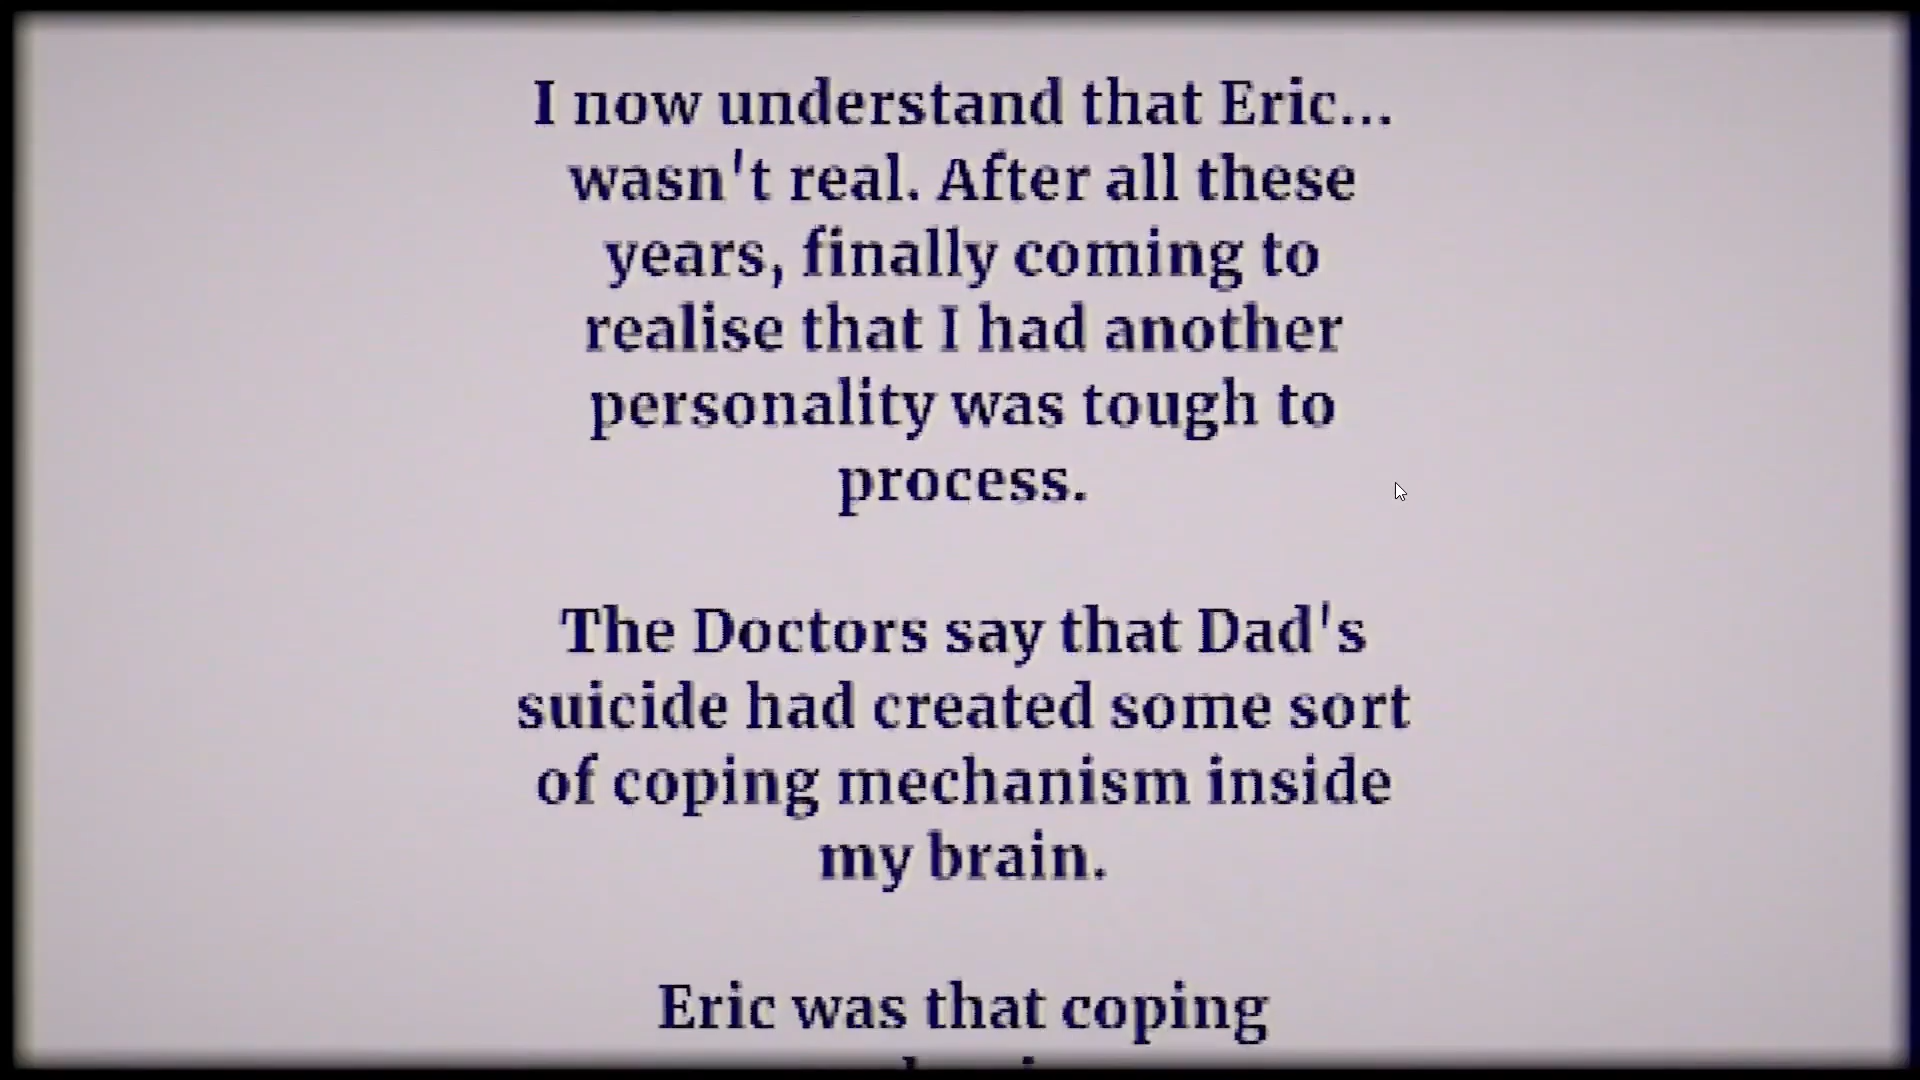 I now understand that Eric...
wasn't real. After all these
years, finally coming to
realise that I had another
personality was tough to
process.
The Doctors say that Dad's
suicide had created some sort
of coping mechanism inside
my brain.
Eric was that coping